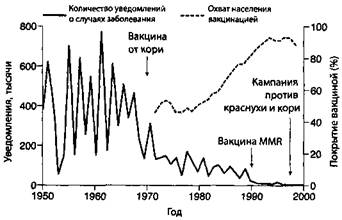 Количество уведомлений
о случаях заболевания
Охват населения
вакцинацией
800
600
400
200
0
Уведомления, тысячи
Вакцина
от кори
Кампания
против
краснухи и кори
Вакцина MMR
100
80
60
40
20
0
Покрытие вакциной (%)
1950
1960
1970
1980
1990
2000
Год